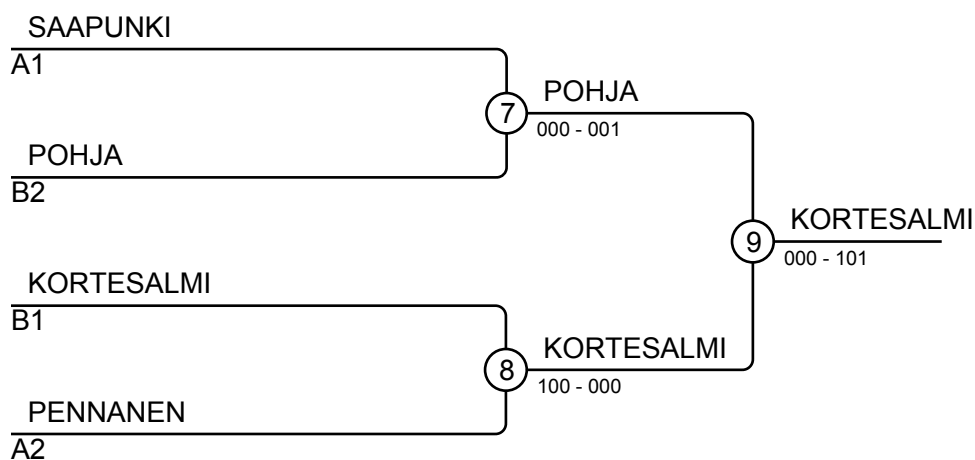 SAAPUNKI
A1
7
POHJA
000 - 001
POHJA
B2
9
KORTESALMI
000 - 101
KORTESALMI
B1
8
KORTESALMI
100 - 000
PENNANEN
A2